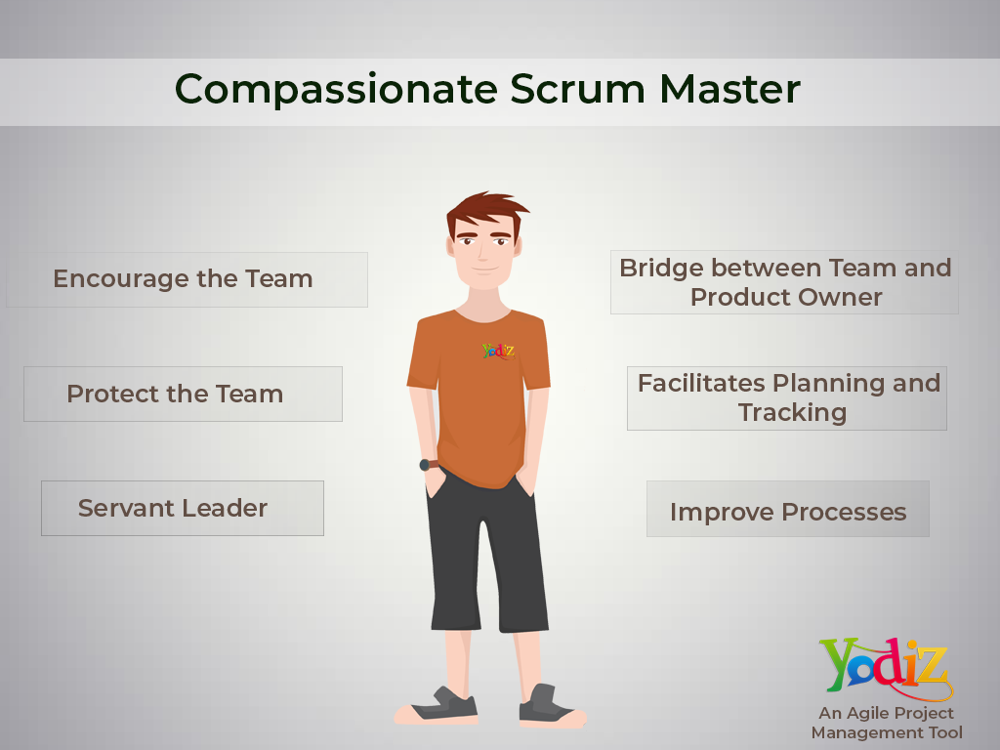 Compassionate Scrum Master
Encourage the Team
Protect the Team
Servant Leader
Bridge between Team and
Product Owner
Facilitates Planning and
Tracking
Improve Processes
Yodiz
Yodiz
An Agile Project
Management Tool